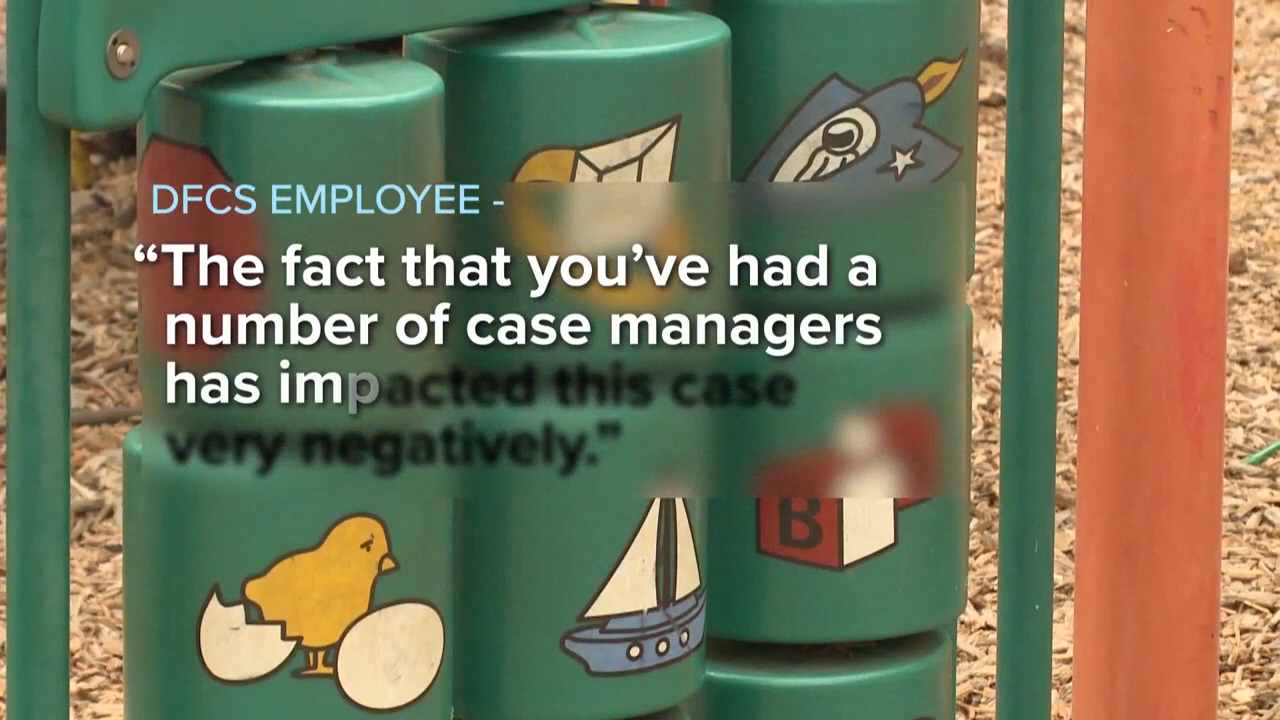 DFCS EMPLOYEE -
“The fact that you’ve had a
number of case managers
has impacted this case
very negatively.”
B